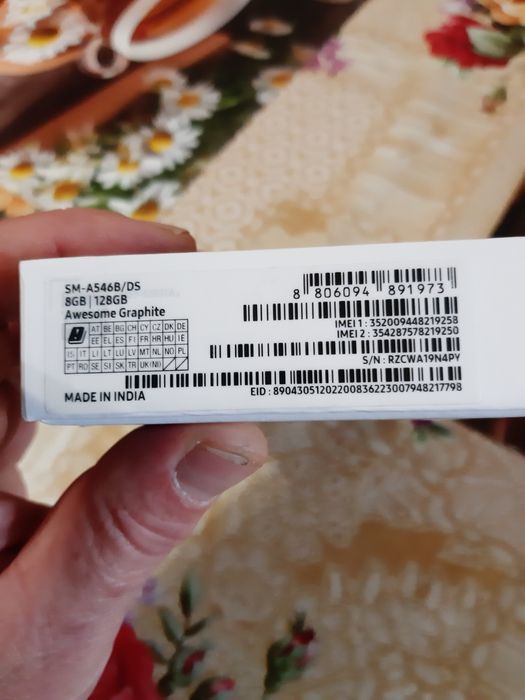 SM-A546B/DS
8GB | 128GB
Awesome Graphite
AT BE BG CH CY CZ DK DE
EE EL ES FI FR HR HU IE
IS IT LI LT LU LV MT NL NO PL
PT RO SE SI SK TR UK(NI)
MADE IN INDIA
8 806094 891973
IMEI 1 : 352009448219258
IMEI 2 : 354287578219250
S/N : RZCWA19N4PY
EID : 89043051202200836223007948217798